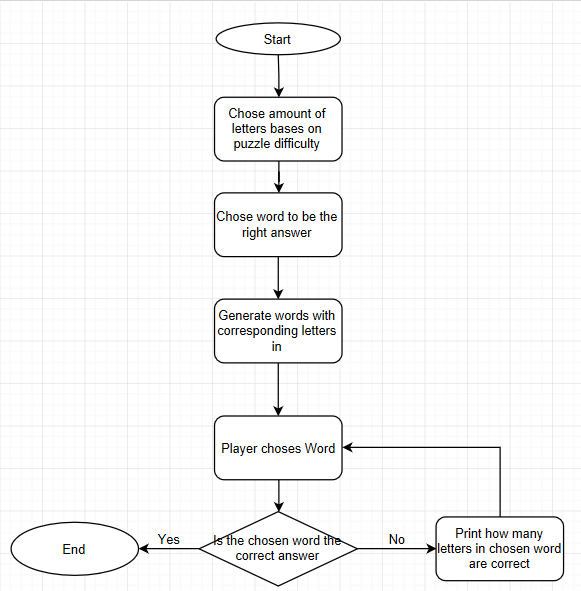 Start
Chose amount of
letters bases on
puzzle difficulty
Chose word to be the
right answer
Generate words with
corresponding letters
in
Player choses Word
Is the chosen word the
correct answer
Yes
No
End
Print how many
letters in chosen word
are correct